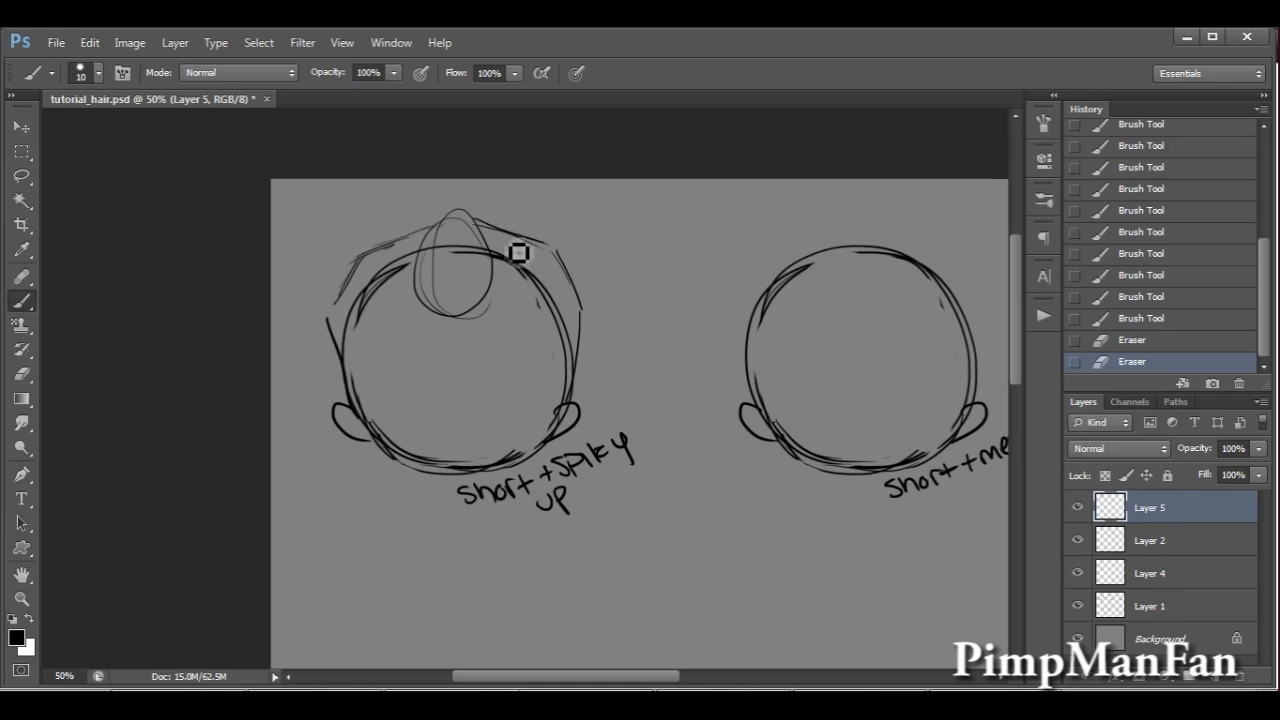 Ps File Edit Image Layer Type Select Filter View Window Help
10 Mode: Normal Opacity: 100% Flow: 100% Essentials
tutorial_hair.psd @ 50% (Layer 5, RGB/8) * ×
History
Brush Tool
Brush Tool
Brush Tool
Brush Tool
Brush Tool
Brush Tool
Brush Tool
Brush Tool
Brush Tool
Brush Tool
Eraser
Eraser
Layers Channels Paths
Kind
Normal Opacity: 100%
Lock: Fill: 100%
Layer 5
Layer 2
Layer 4
Layer 1
Background
short + spiky
up
short + me
50% Doc: 15.0M/62.5M
PimpManFan